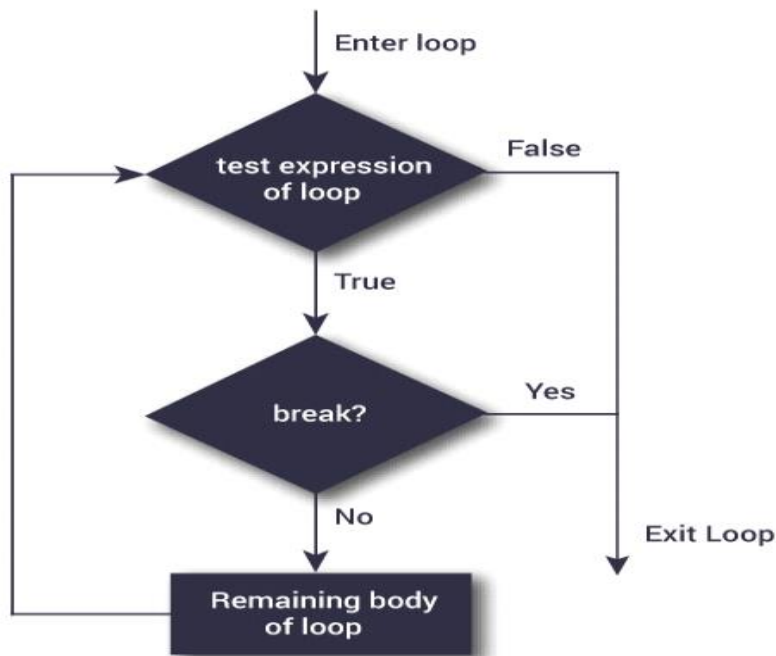 Enter loop
test expression
of loop
False
True
break?
Yes
No
Exit Loop
Remaining body
of loop